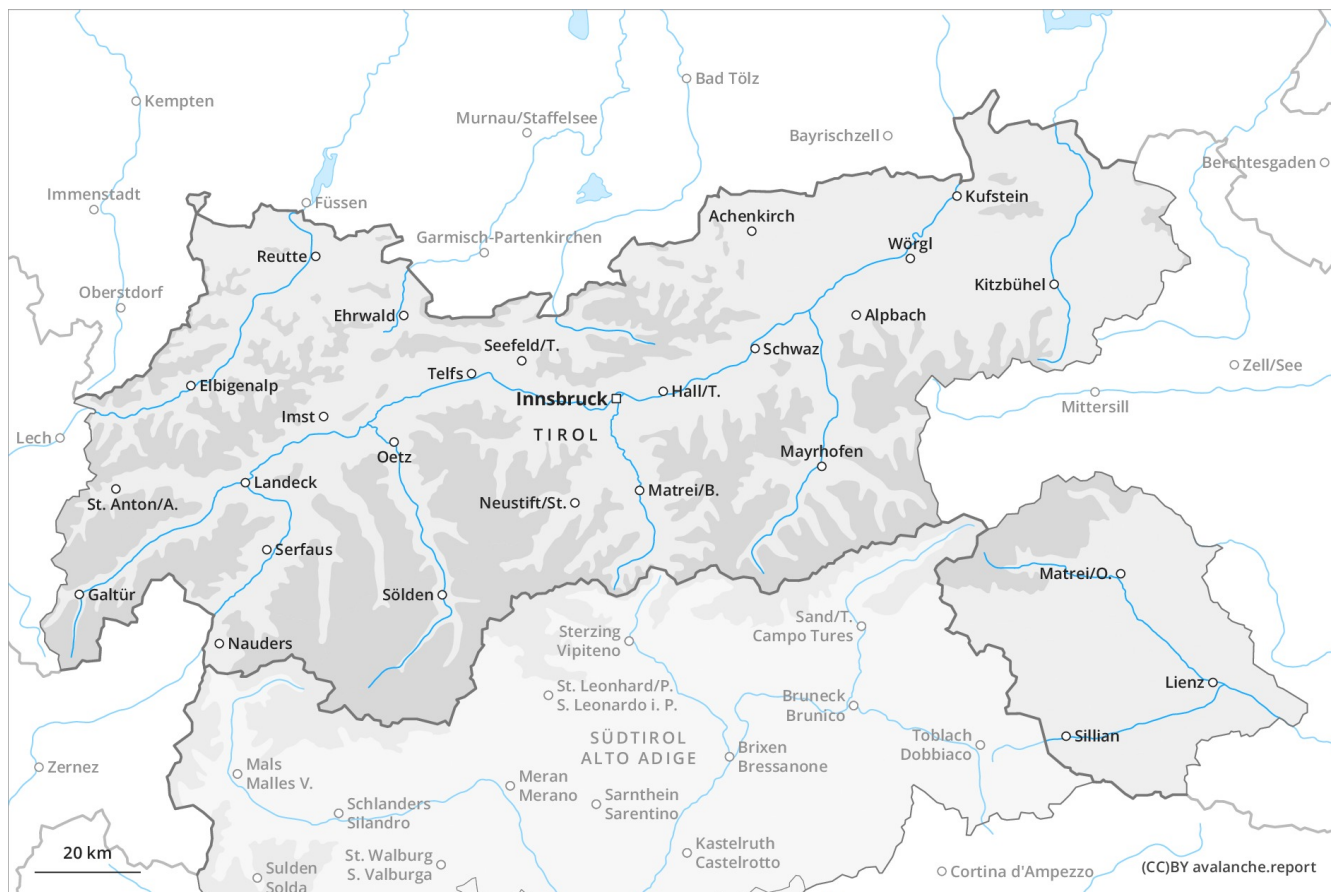 Bad Tölz
Kempten
Murnau/Staffelsee
Bayrischzell
Berchtesgaden
Immenstadt
Füssen
Kufstein
Achenkirch
Garmisch-Partenkirchen
Wörgl
Reutte
Kitzbühel
Oberstdorf
Ehrwald
Alpbach
Seefeld/T.
Schwaz
Zell/See
Telfs
Elbigenalp
Hall/T.
Innsbruck
Mittersill
Imst
TIROL
Lech
Oetz
Mayrhofen
Landeck
Matrei/B.
St. Anton/A.
Neustift/St.
Serfaus
Matrei/O.
Galtür
Sölden
Sand/T.
Campo Tures
Sterzing
Vipiteno
Nauders
Lienz
St. Leonhard/P.
S. Leonardo i. P.
Bruneck
Brunico
Sillian
Toblach
Dobbiaco
SÜDTIROL
ALTO ADIGE
Brixen
Bressanone
Zernez
Mals
Malles V.
Meran
Merano
Schlanders
Silandro
Sarnthein
Sarentino
Kastelruth
Castelrotto
20 km
St. Walburg
S. Valburga
Sulden
Solda
Cortina d'Ampezzo
(CC)BY avalanche.report